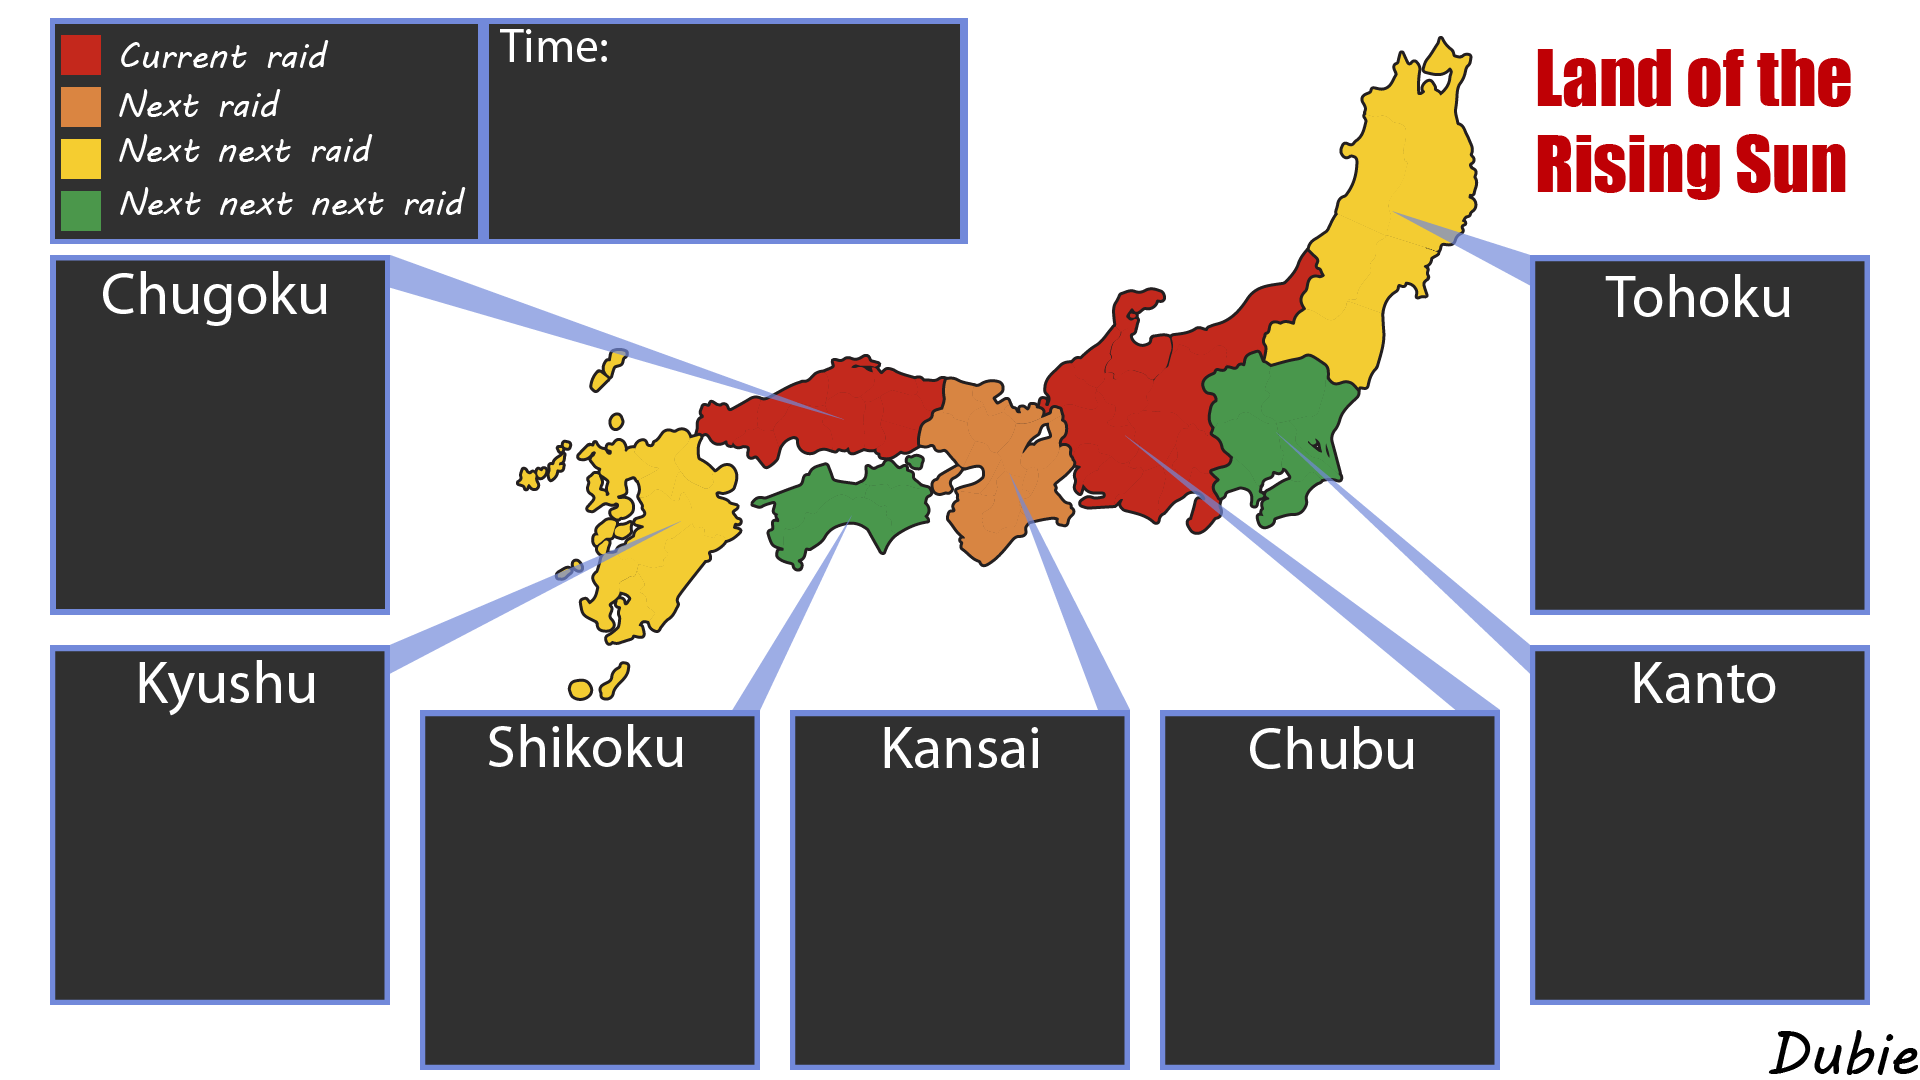 Current raid
Next raid
Next next raid
Next next next raid
Time:
Land of the
Rising Sun
Chugoku
Tohoku
Kyushu
Kanto
Shikoku
Kansai
Chubu
Dubie